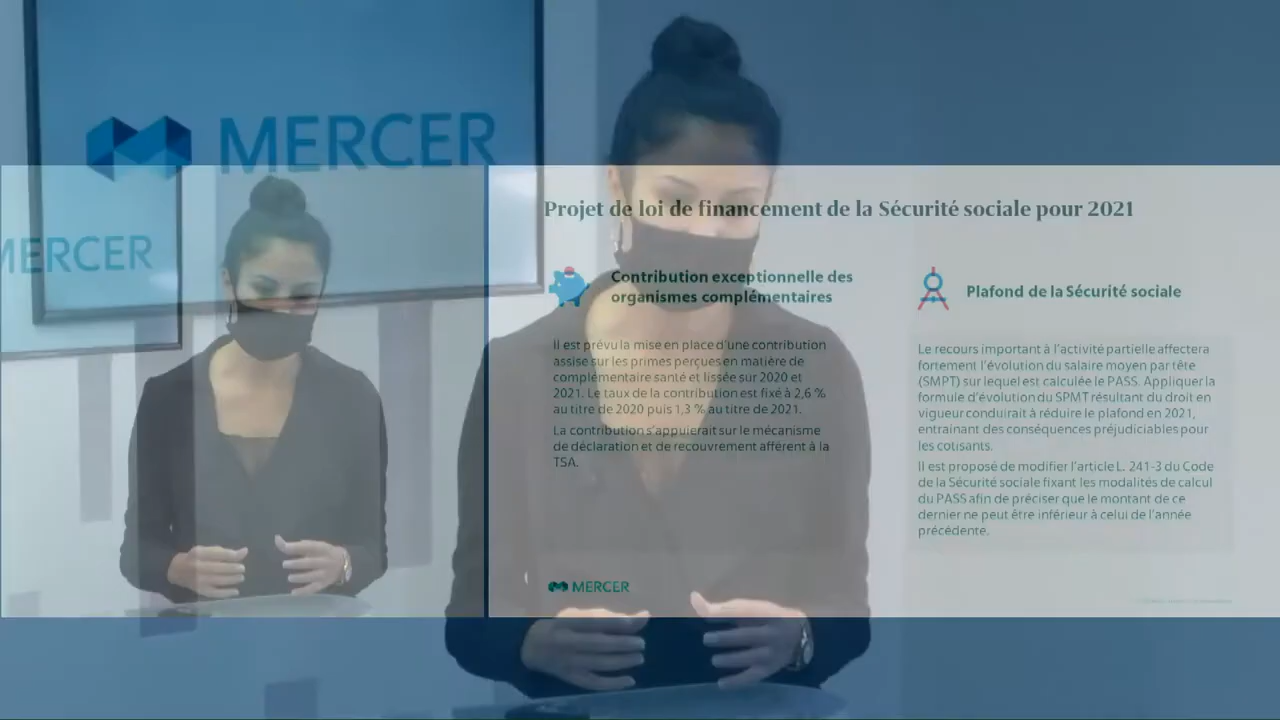 MERCER
MERCER
Projet de loi de financement de la Sécurité sociale pour 2021
Contribution exceptionnelle des
organismes complémentaires
Il est prévu la mise en place d'une contribution
assise sur les primes perçues en matière de
complémentaire santé et lissée sur 2020 et
2021. Le taux de la contribution est fixé à 2,6 %
au titre de 2020 puis 1,3 % au titre de 2021.
La contribution s'appuierait sur le mécanisme
de déclaration et de recouvrement afférent à la
TSA.
Plafond de la Sécurité sociale
Le recours important à l'activité partielle affectera
fortement l'évolution du salaire moyen par tête
(SMPT) sur lequel est calculée le PASS. Appliquer la
formule d'évolution du SPMT résultant du droit en
vigueur conduirait à réduire le plafond en 2021,
entraînant des conséquences préjudiciables pour
les cotisants.
Il est proposé de modifier l'article L. 241-3 du Code
de la Sécurité sociale fixant les modalités de calcul
du PASS afin de préciser que le montant de ce
dernier ne peut être inférieur à celui de l'année
précédente.
MERCER